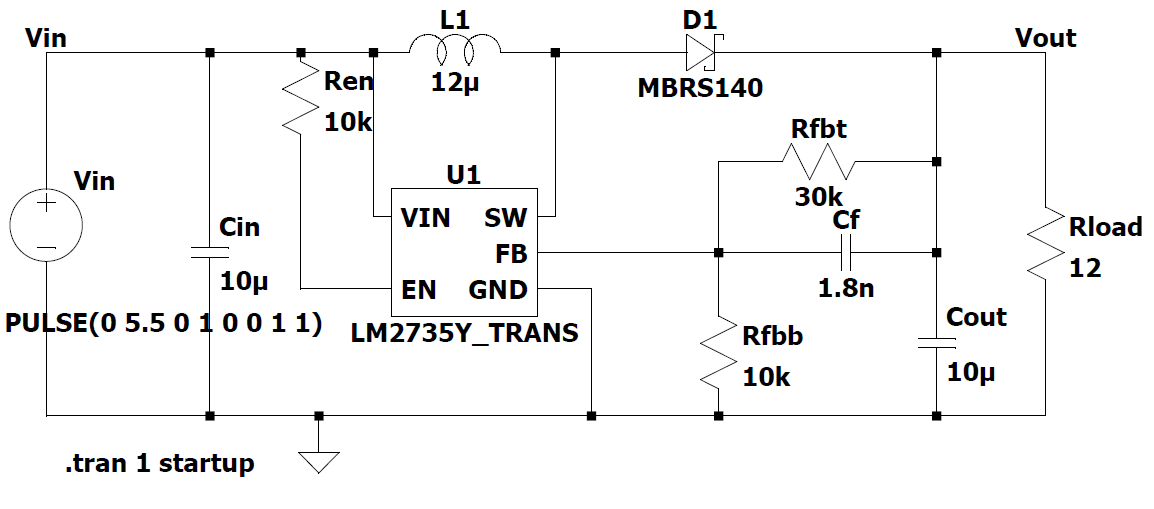 Vin
L1
12µ
D1
MBRS140
Vout
Ren
10k
Rfbt
30k
Vin
U1
VIN SW
FB
EN GND
LM2735Y_TRANS
Cin
10µ
Cf
1.8n
Rload
12
PULSE(0 5.5 0 1 0 0 1 1)
Rfbb
10k
Cout
10µ
.tran 1 startup